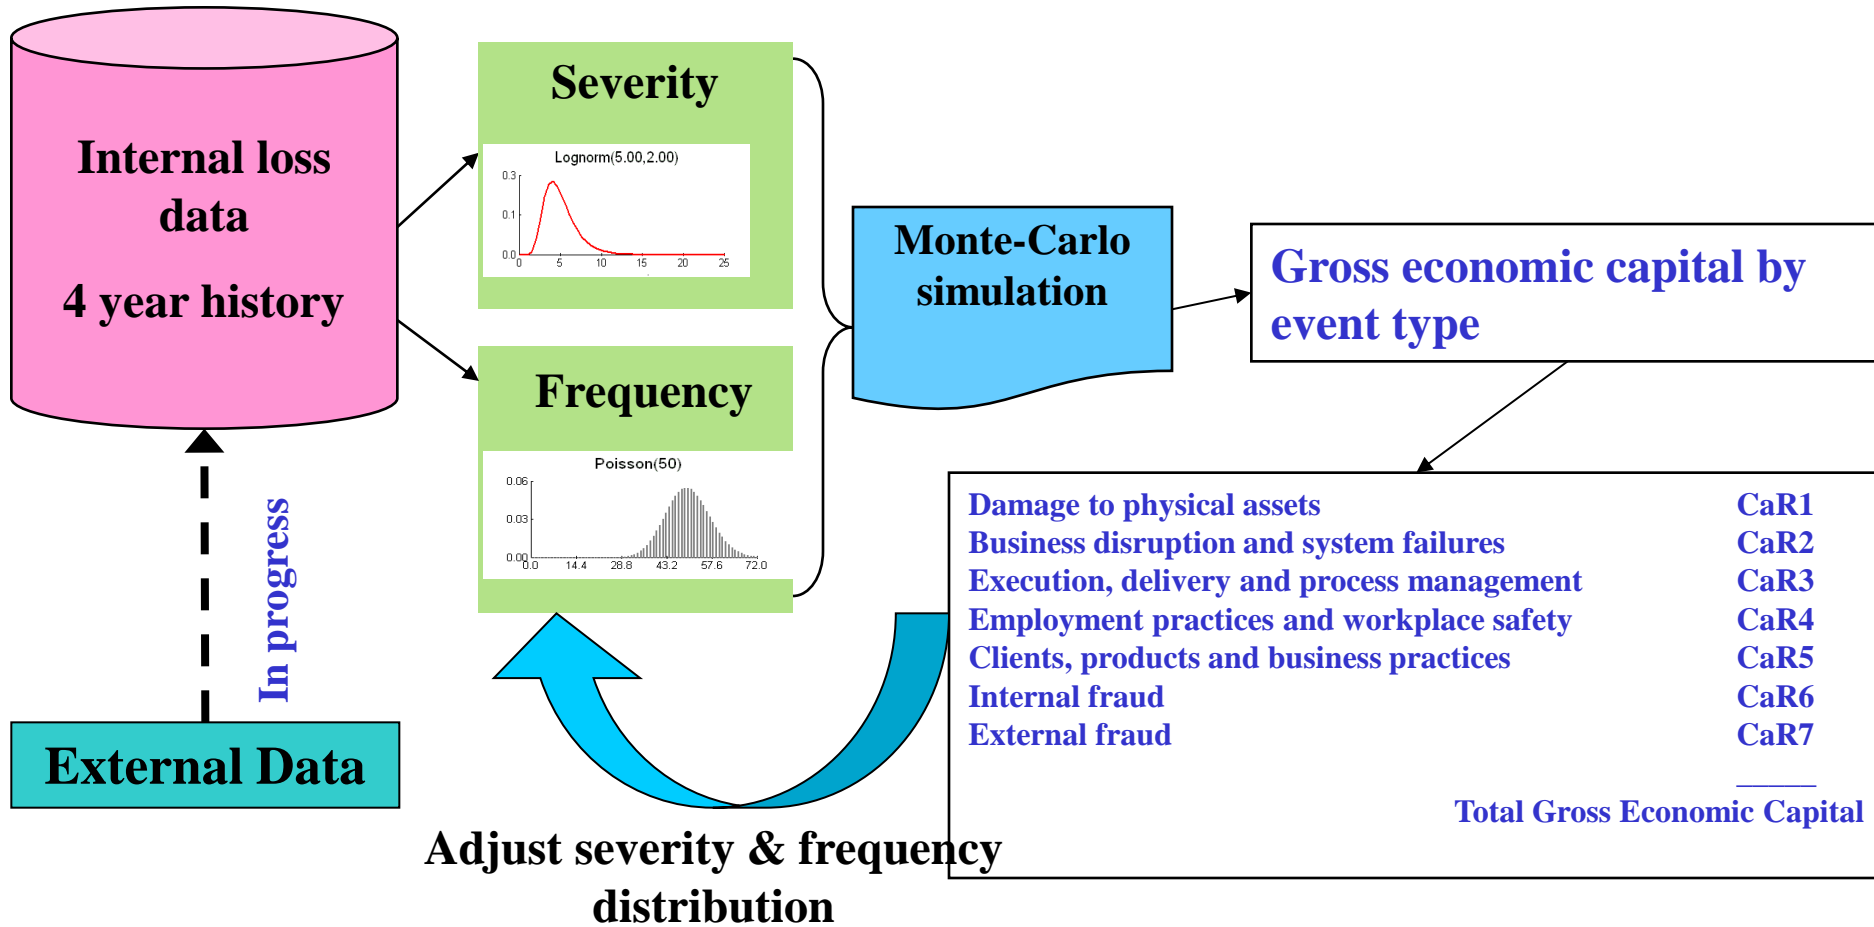 Internal loss
data
4 year history
In progress
External Data
Severity
Lognorm(5.00,2.00)
0.3
0.1
0.0
0 5 10 15 20 25
Frequency
Poisson(50)
0.06
0.03
0.00
0.0 14.4 28.8 43.2 57.6 72.0
Monte-Carlo
simulation
Gross economic capital by
event type
Damage to physical assets CaR1
Business disruption and system failures CaR2
Execution, delivery and process management CaR3
Employment practices and workplace safety CaR4
Clients, products and business practices CaR5
Internal fraud CaR6
External fraud CaR7
_____
Total Gross Economic Capital
Adjust severity & frequency
distribution